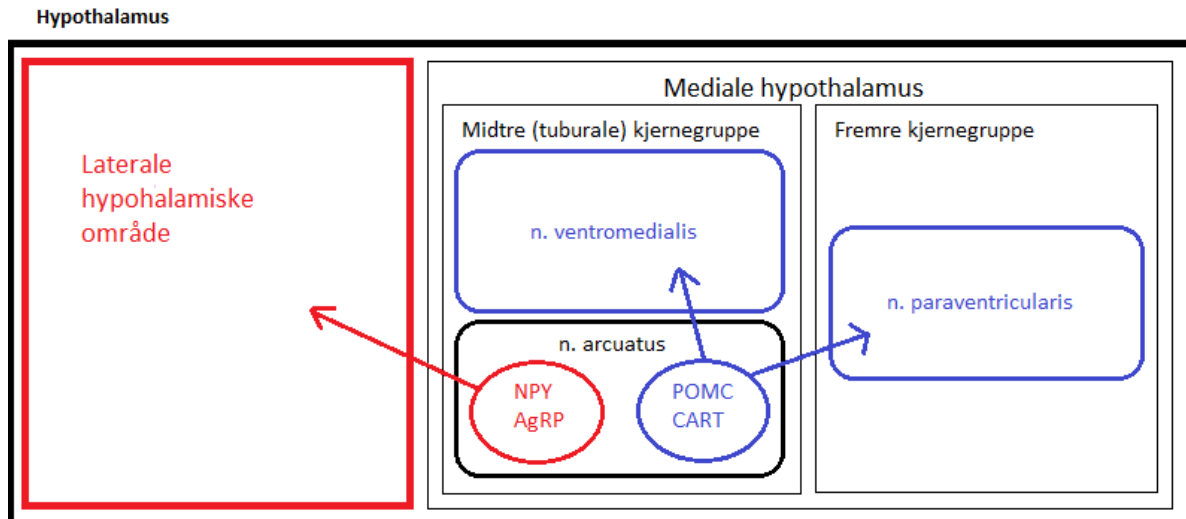 Hypothalamus
Laterale
hypohalamiske
område
Mediale hypothalamus
Midtre (tuburale) kjernegruppe
n. ventromedialis
n. arcuatus
NPY
AgRP
POMC
CART
Fremre kjernegruppe
n. paraventricularis